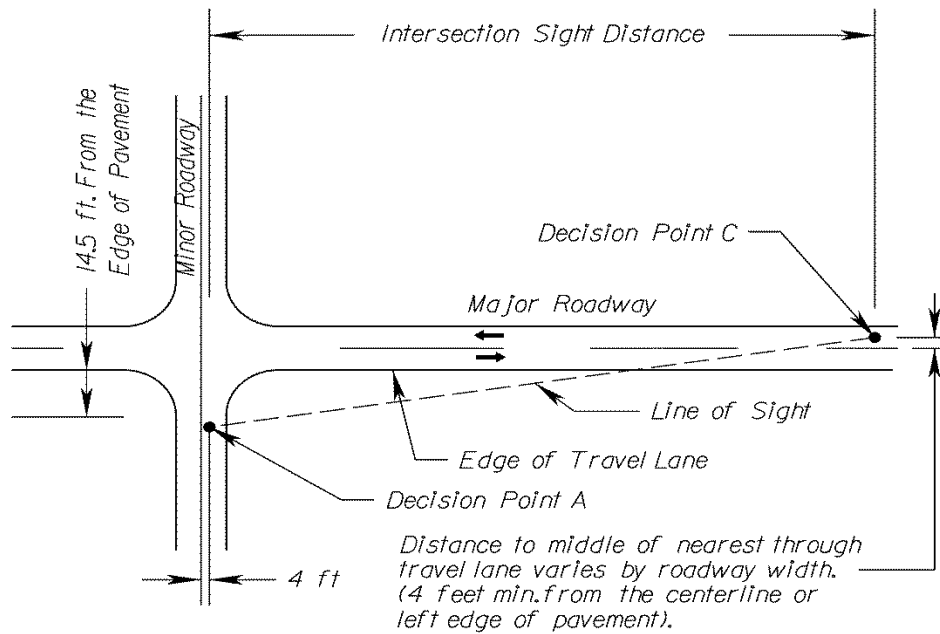 Intersection Sight Distance
14.5 ft. From the
Edge of Pavement
Minor Roadway
Decision Point C
Major Roadway
Line of Sight
Edge of Travel Lane
Decision Point A
4 ft
Distance to middle of nearest through
travel lane varies by roadway width.
(4 feet min. from the centerline or
left edge of pavement).